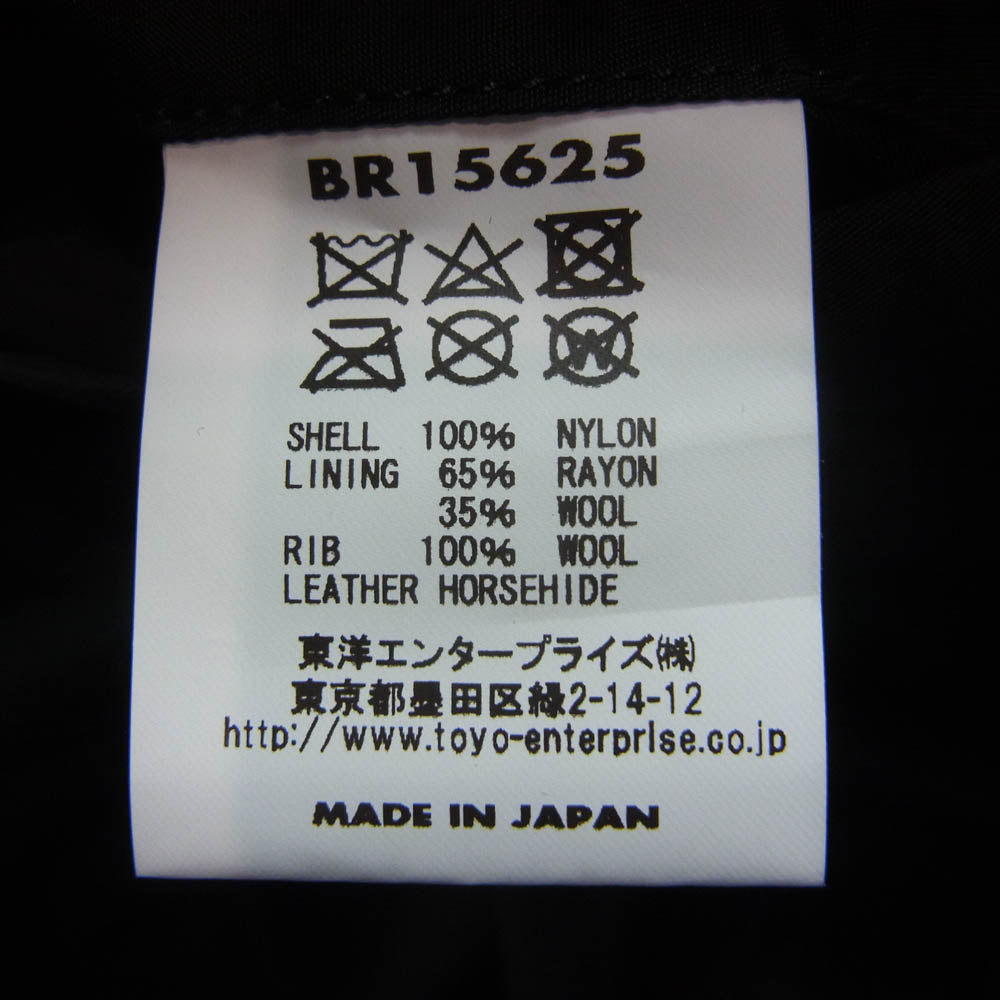 BR15625
W
SHELL 100% NYLON
LINING 65% RAYON
35% WOOL
RIB 100% WOOL
LEATHER HORSEHIDE
東洋エンタープライズ㈱
東京都墨田区緑2-14-12
http://www.toyo-enterprise.co.jp
MADE IN JAPAN